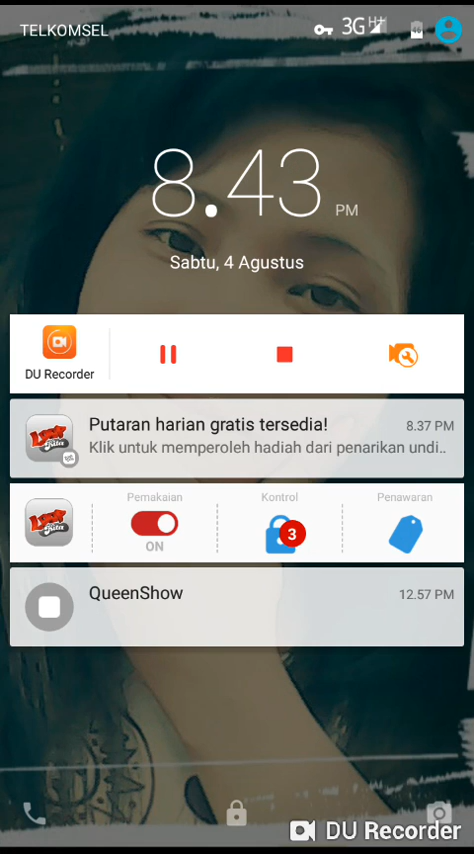 TELKOMSEL
3G H+
8.43 PM
Sabtu, 4 Agustus
DU Recorder
Putaran harian gratis tersedia! 8.37 PM
Klik untuk memperoleh hadiah dari penarikan undi..
Pemakaian Kontrol Penawaran
3
ON
QueenShow 12.57 PM
DU Recorder